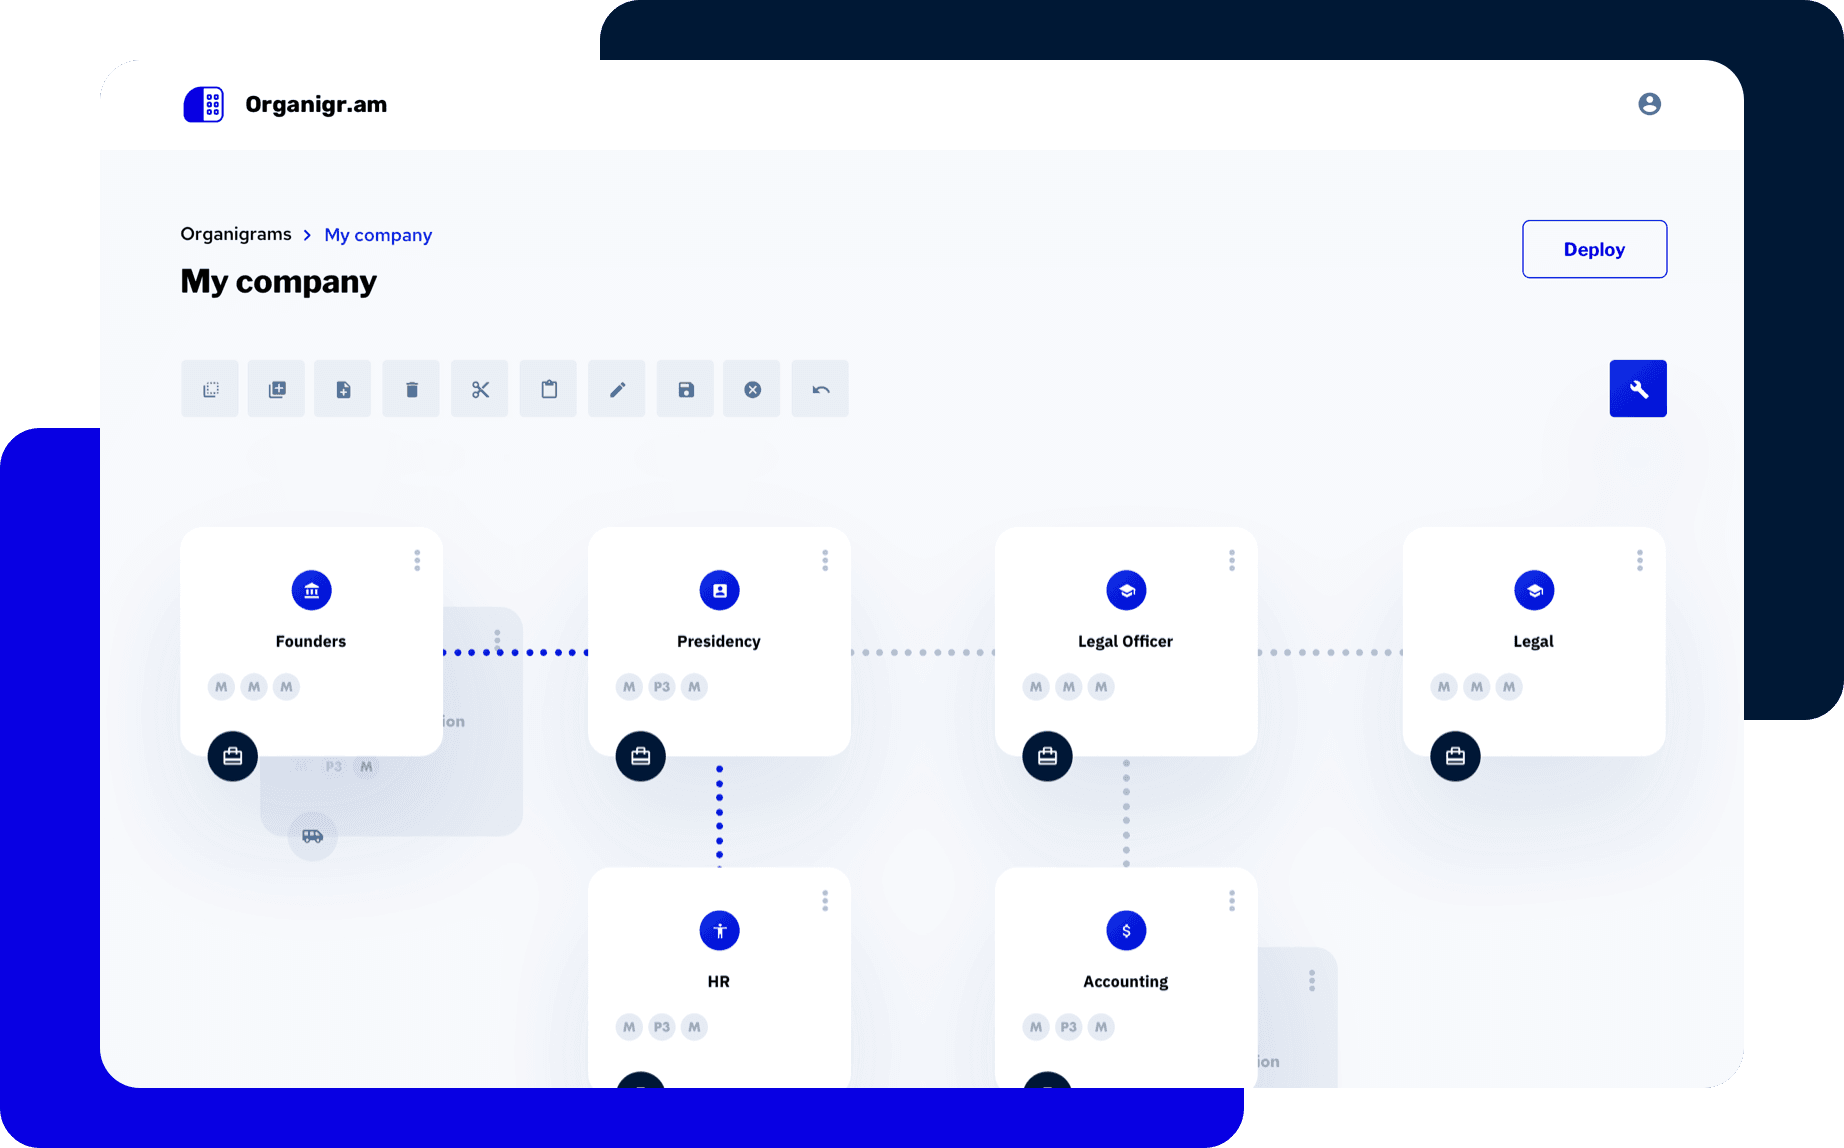 Organigr.am
Organigrams > My company
Deploy
My company
Founders
Presidency
Legal Officer
Legal
M M M
M P3 M
M M M
M M M
ion
P3 M
HR
Accounting
M P3 M
M P3 M
ion